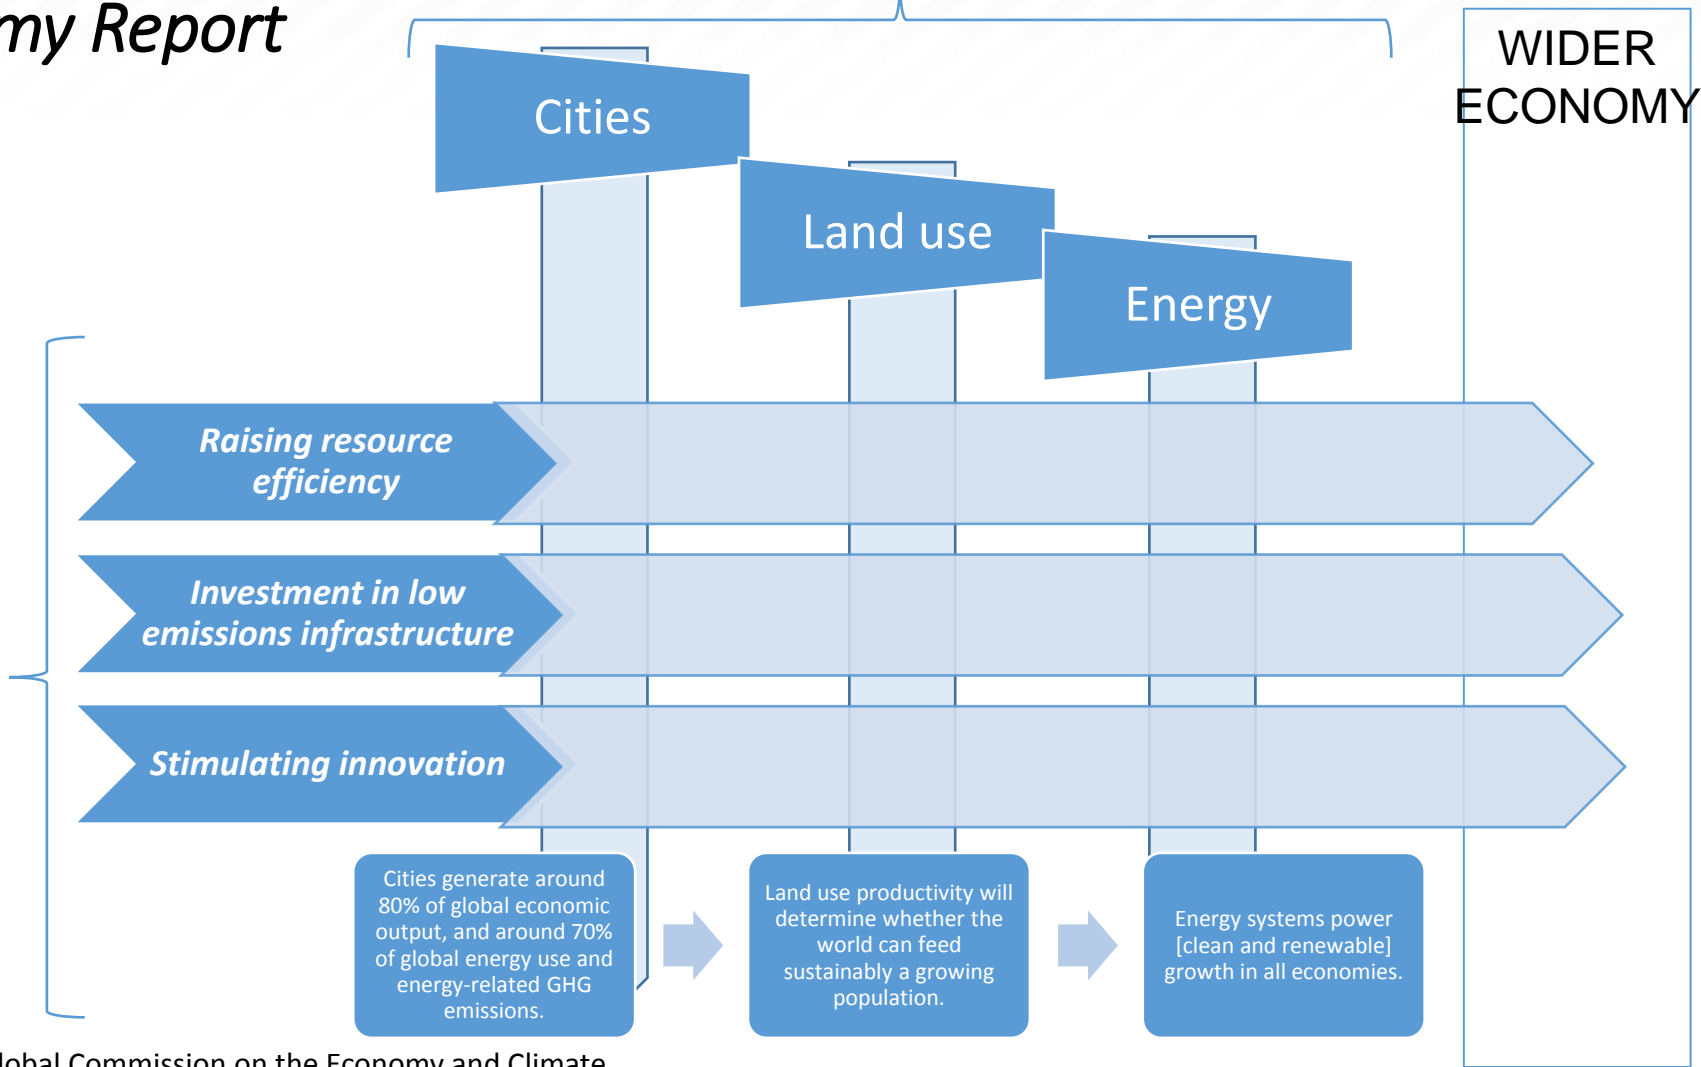 my Report
WIDER
ECONOMY
Cities
Land use
Energy
Raising resource
efficiency
Investment in low
emissions infrastructure
Stimulating innovation
Cities generate around
80% of global economic
output, and around 70%
of global energy use and
energy-related GHG
emissions.
Land use productivity will
determine whether the
world can feed
sustainably a growing
population.
Energy systems power
[clean and renewable]
growth in all economies.
lobal Commission on the Economy and Climate